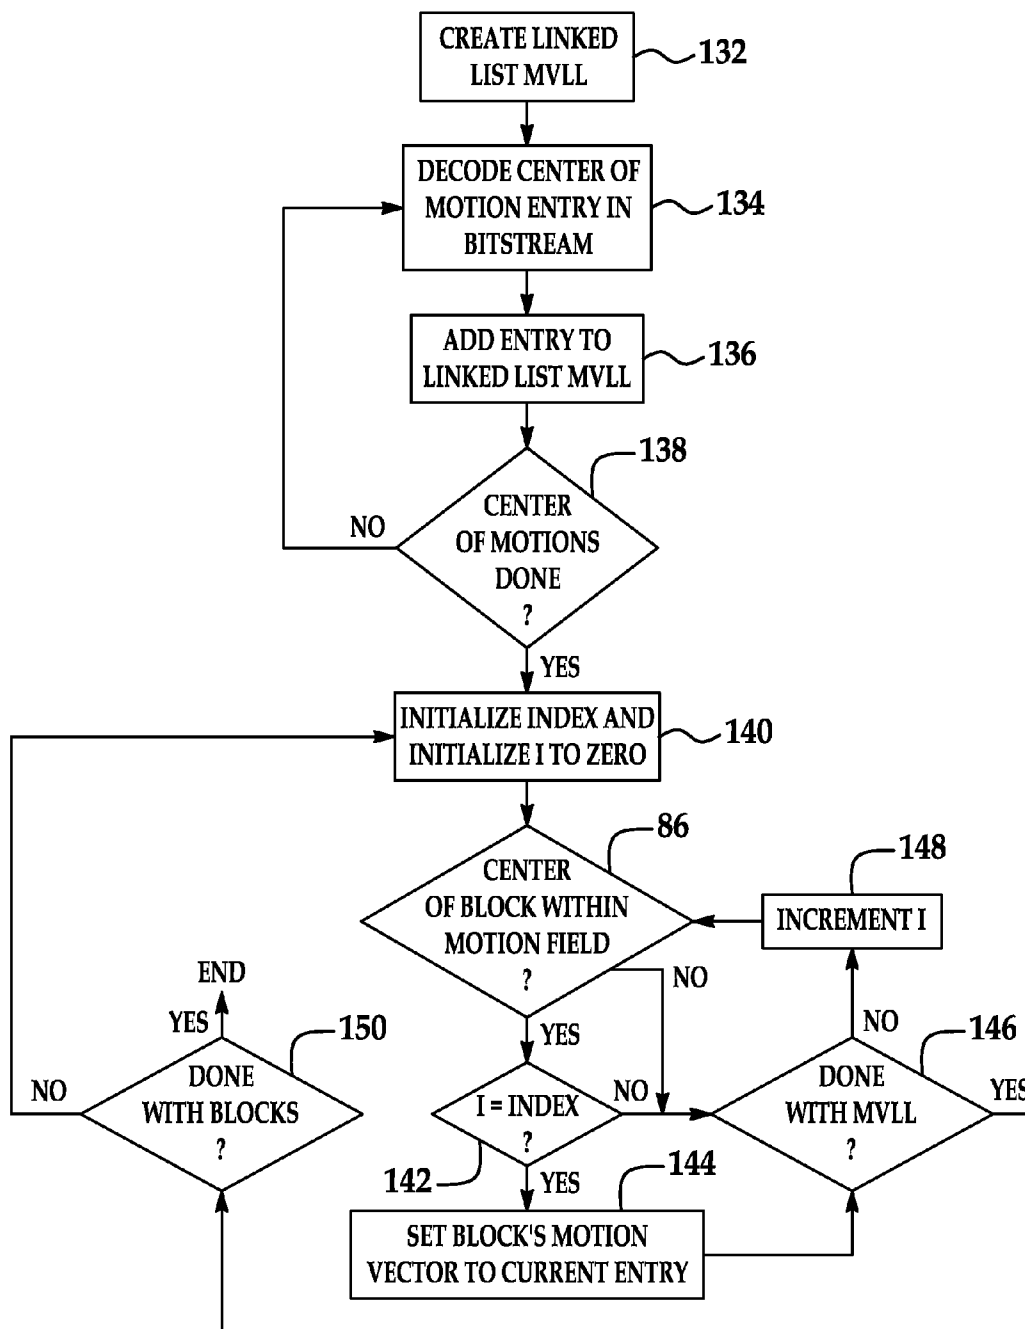 CREATE LINKED
LIST MVLL
132
DECODE CENTER OF
MOTION ENTRY IN
BITSTREAM
134
ADD ENTRY TO
LINKED LIST MVLL
136
138
CENTER
OF MOTIONS
DONE
?
NO
YES
INITIALIZE INDEX AND
INITIALIZE I TO ZERO
140
86
CENTER
OF BLOCK WITHIN
MOTION FIELD
?
NO
YES
148
INCREMENT I
I = INDEX
?
NO
142
YES
144
SET BLOCK'S MOTION
VECTOR TO CURRENT ENTRY
146
DONE
WITH MVLL
?
NO
YES
150
DONE
WITH BLOCKS
?
NO
YES
END